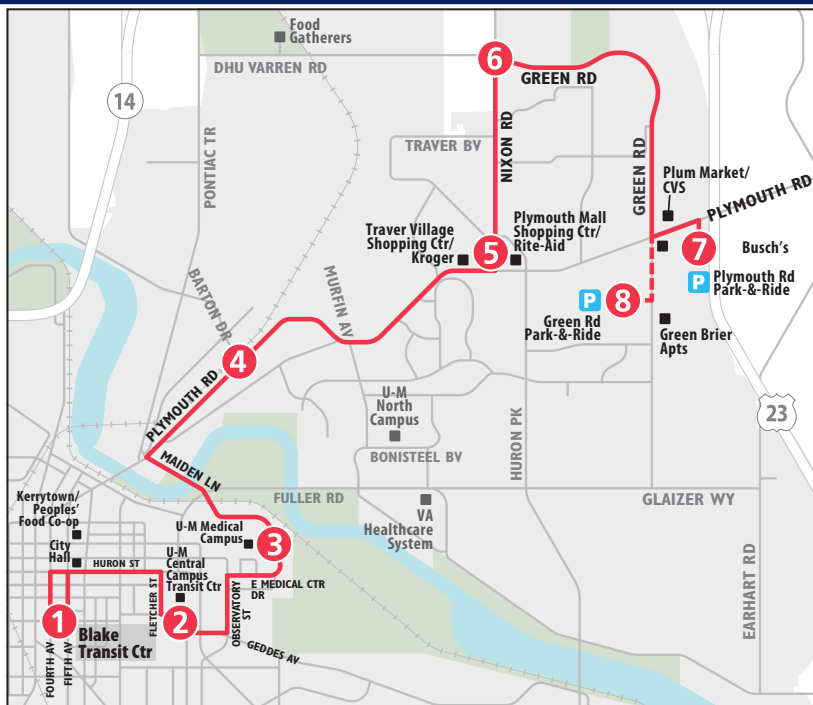 Food
Gatherers
DHU VARREN RD
6
GREEN RD
14
PONTIAC TR
NIXON RD
TRAVER BV
GREEN RD
Plum Market/
CVS
PLYMOUTH RD
Traver Village
Shopping Ctr/
Kroger
5
Plymouth Mall
Shopping Ctr/
Rite-Aid
7
Busch's
P
Plymouth Rd
Park-&-Ride
BARTON DR
MURFIN AV
P
8
Green Rd
Park-&-Ride
Green Brier
Apts
4
PLYMOUTH RD
U-M
North
Campus
HURON PK
23
BONISTEEL BV
MAIDEN LN
FULLER RD
GLAIZER WY
VA
Healthcare
System
Kerrytown/
Peoples'
Food Co-op
City
Hall
U-M Medical
Campus
3
U-M
Central
Campus
Transit Ctr
HURON ST
FLETCHER ST
E MEDICAL CTR
DR
OBSERVATORY
ST
EARHART RD
1
2
Blake
Transit Ctr
GEDDES AV
FOURTH AV
FIFTH AV